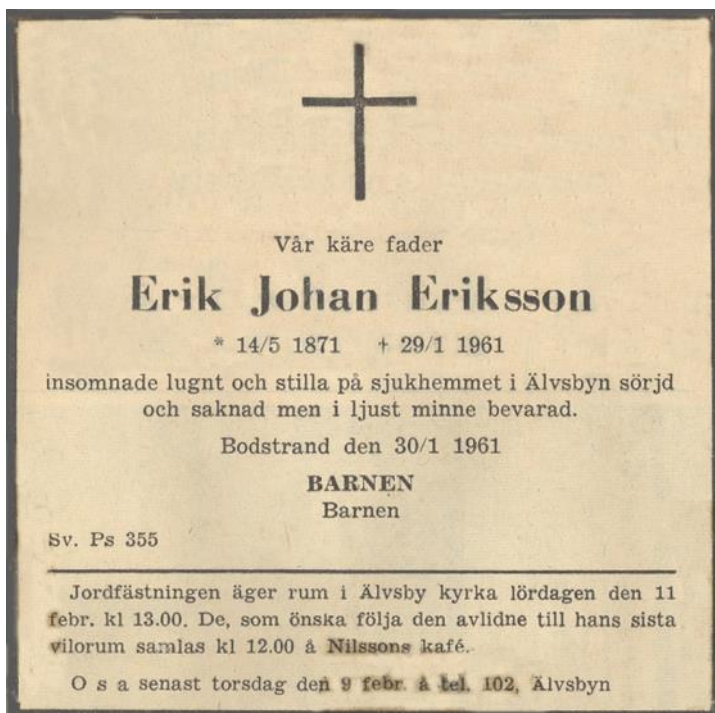 Vår käre fader
Erik Johan Eriksson
* 14/5 1871 † 29/1 1961
insomnade lugnt och stilla på sjukhemmet i Älvsbyn sörjd
och saknad men i ljust minne bevarad.
Bodstrand den 30/1 1961
BARNEN
Barnen
Sv. Ps 355
Jordfästningen äger rum i Älvsby kyrka lördagen den 11
febr. kl 13.00. De, som önska följa den avlidne till hans sista
vilorum samlas kl 12.00 å Nilssons kafé.
O s a senast torsdag den 9 febr. å tel. 102, Älvsbyn